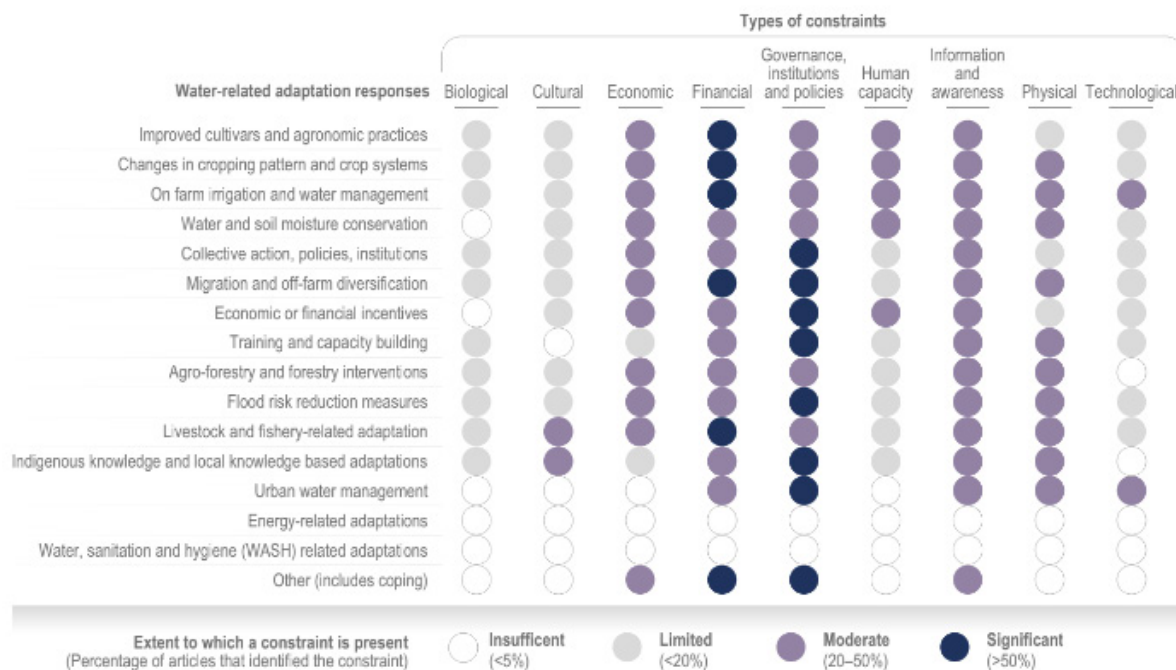 Types of constraints
Governance,
Information
institutions
Human
and
Water-related adaptation responses Biological Cultural Economic Financial and policies capacity awareness Physical Technological
Improved cultivars and agronomic practices
Changes in cropping pattern and crop systems
On farm irrigation and water management
Water and soil moisture conservation
Collective action, policies, institutions
Migration and off-farm diversification
Economic or financial incentives
Training and capacity building
Agro-forestry and forestry interventions
Flood risk reduction measures
Livestock and fishery-related adaptation
Indigenous knowledge and local knowledge based adaptations
Urban water management
Energy-related adaptations
Water, sanitation and hygiene (WASH) related adaptations
Other (includes coping)
Extent to which a constraint is present Insufficent Limited Moderate Significant
(Percentage of articles that identified the constraint) (<5%) (<20%) (20–50%) (>50%)